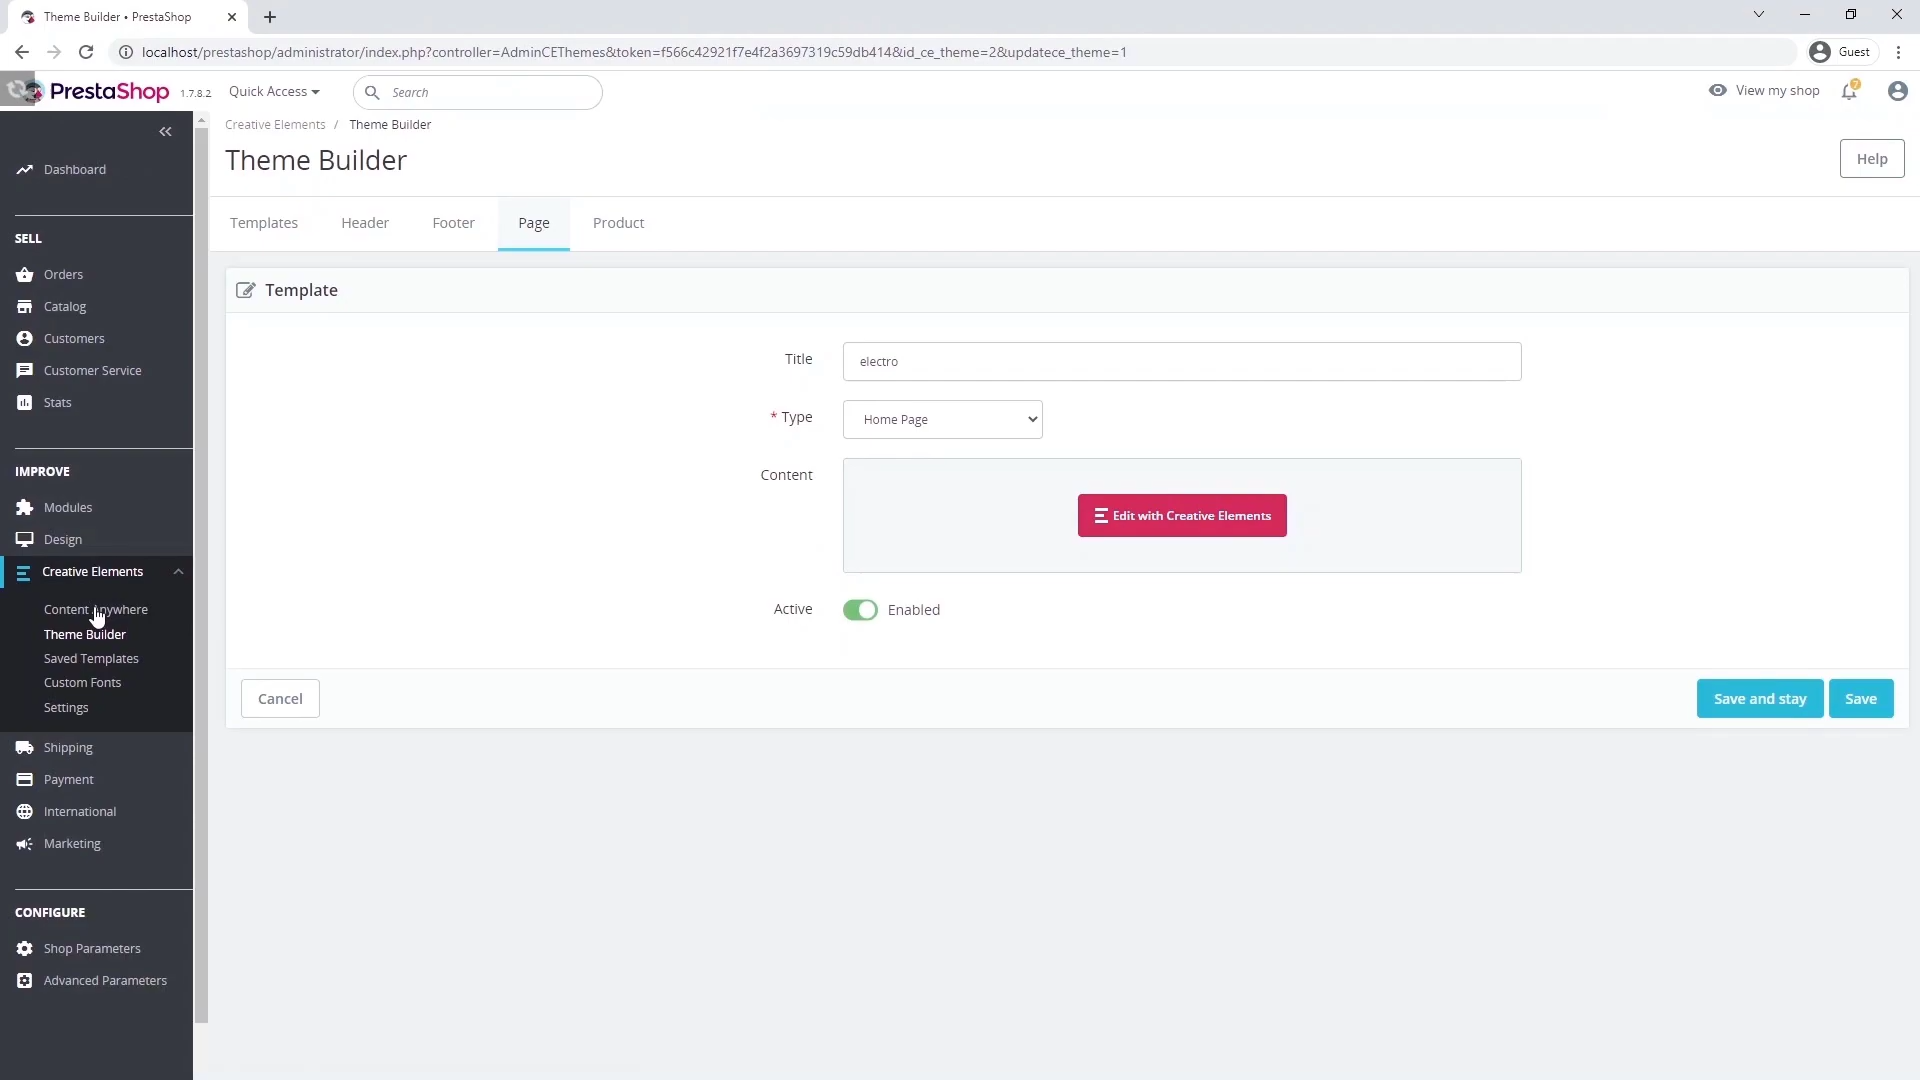 Theme Builder • PrestaShop
localhost/prestashop/administrator/index.php?controller=AdminCEThemes&token=f566c42921f7e4f2a3697319c59db414&id_ce_theme=2&updatece_theme=1
Guest
PrestaShop 1.7.8.2
Quick Access
Search
View my shop
7
Creative Elements / Theme Builder
Theme Builder
Help
Templates Header Footer Page Product
Template
Title electro
* Type Home Page
Content Edit with Creative Elements
Active Enabled
Cancel
Save and stay
Save
Dashboard
SELL
Orders
Catalog
Customers
Customer Service
Stats
IMPROVE
Modules
Design
Creative Elements
Content Anywhere
Theme Builder
Saved Templates
Custom Fonts
Settings
Shipping
Payment
International
Marketing
CONFIGURE
Shop Parameters
Advanced Parameters